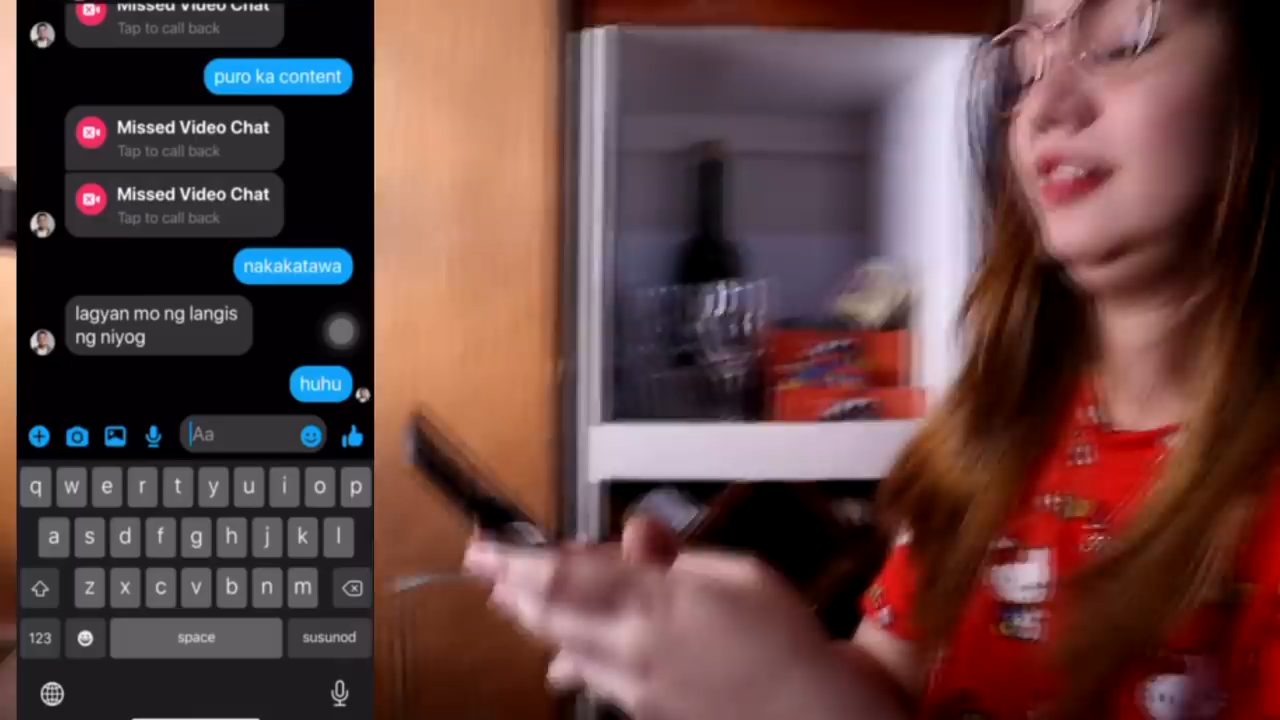 Missed Video Chat
Tap to call back
puro ka content
Missed Video Chat
Tap to call back
Missed Video Chat
Tap to call back
nakakatawa
lagyan mo ng langis
ng niyog
huhu
Aa
q w e r t y u i o p
a s d f g h j k l
z x c v b n m
123 space susunod